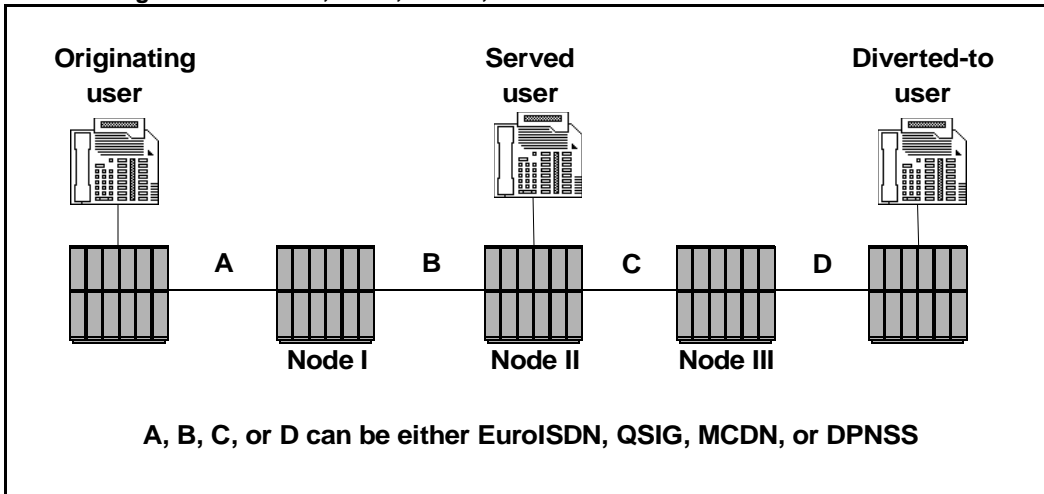 Originating
user
Served
user
Diverted-to
user
A
B
C
D
Node I
Node II
Node III
A, B, C, or D can be either EuroISDN, QSIG, MCDN, or DPNSS